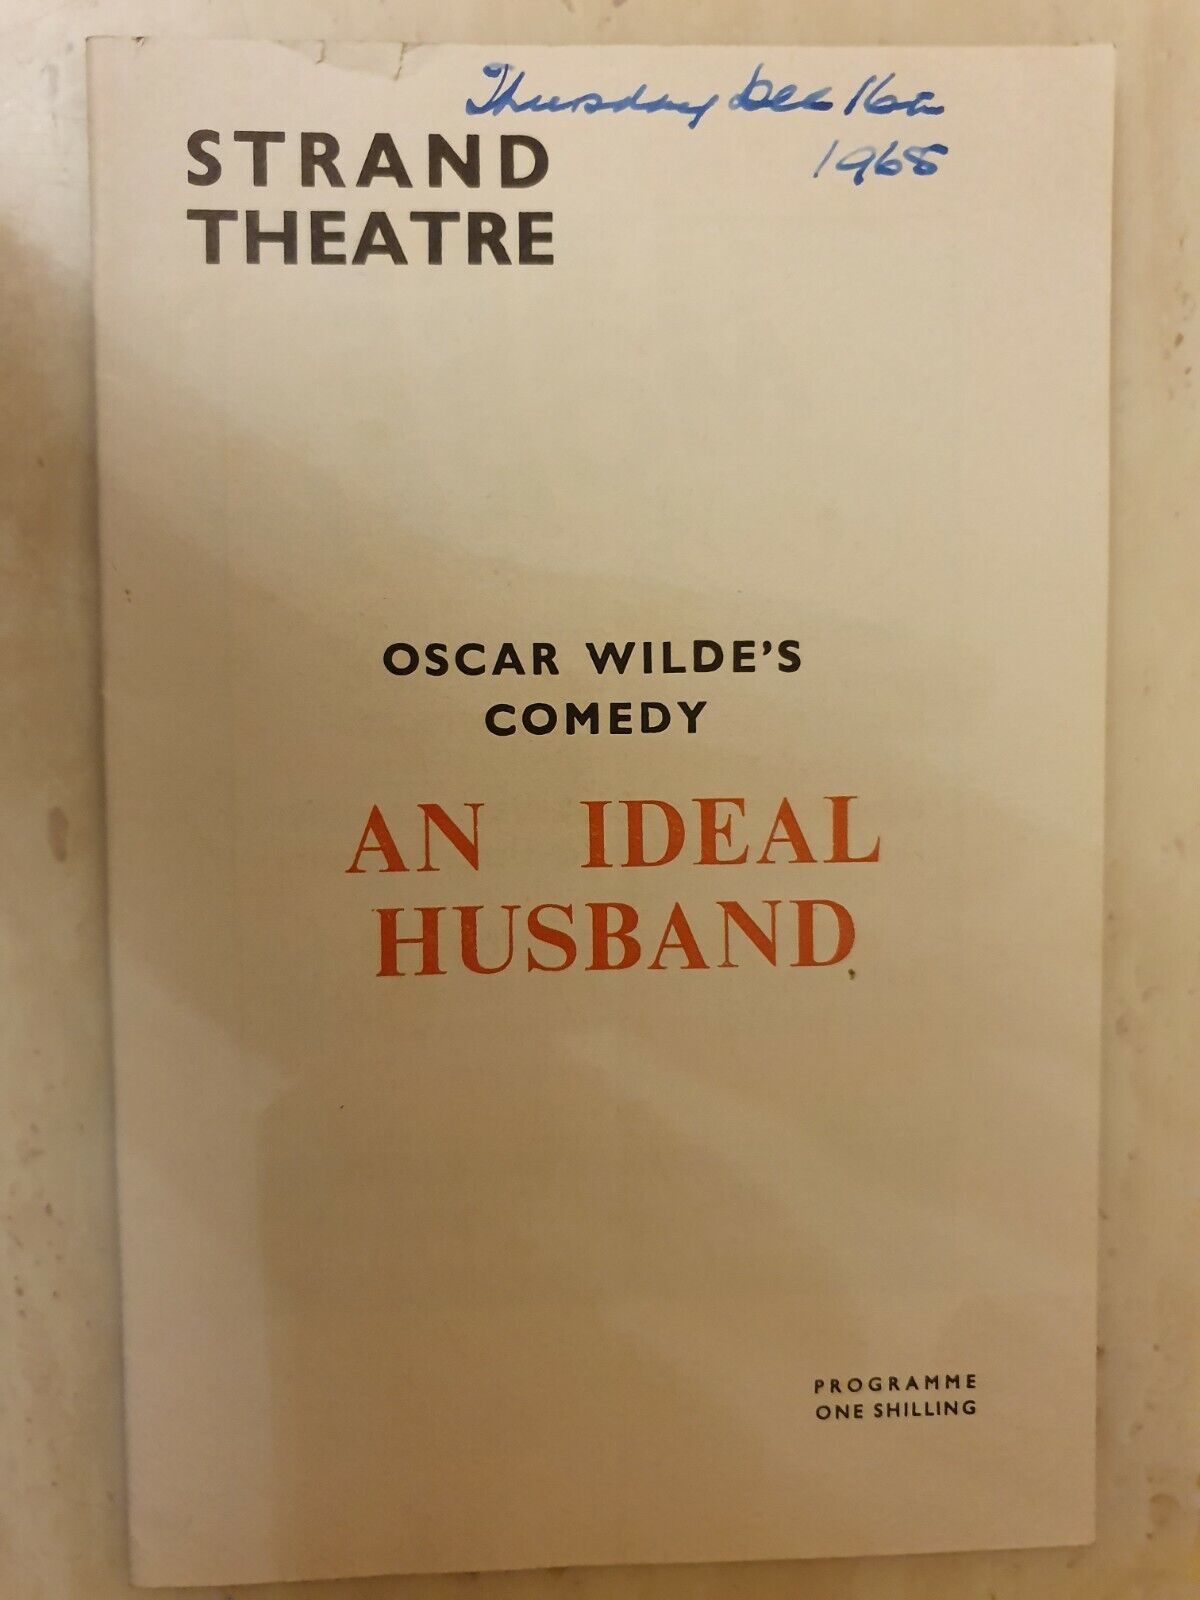 Thursday Dec 16th
1965
STRAND
THEATRE
OSCAR WILDE'S
COMEDY
AN IDEAL
HUSBAND
PROGRAMME
ONE SHILLING